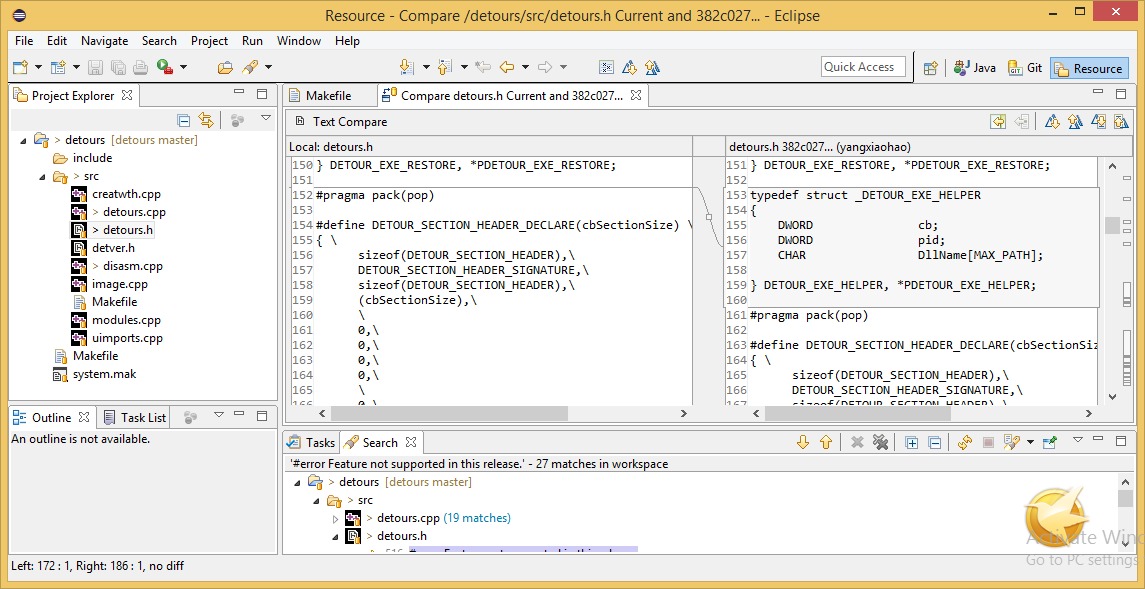 Resource - Compare /detours/src/detours.h Current and 382c027... - Eclipse
File Edit Navigate Search Project Run Window Help
Quick Access
Java
Git
Resource
Project Explorer
Makefile
Compare detours.h Current and 382c027...
> detours [detours master]
include
> src
creatwth.cpp
> detours.cpp
> detours.h
detver.h
> disasm.cpp
image.cpp
Makefile
modules.cpp
uimports.cpp
Makefile
system.mak
Text Compare
Local: detours.h
150 } DETOUR_EXE_RESTORE, *PDETOUR_EXE_RESTORE;
151
152 #pragma pack(pop)
153
154 #define DETOUR_SECTION_HEADER_DECLARE(cbSectionSize) \
155 { \
156 sizeof(DETOUR_SECTION_HEADER),\
157 DETOUR_SECTION_HEADER_SIGNATURE,\
158 sizeof(DETOUR_SECTION_HEADER),\
159 (cbSectionSize),\
160 \
161 0,\
162 0,\
163 0,\
164 0,\
165 \
166 0,\
detours.h 382c027... (yangxiaohao)
151 } DETOUR_EXE_RESTORE, *PDETOUR_EXE_RESTORE;
152
153 typedef struct _DETOUR_EXE_HELPER
154 {
155 DWORD cb;
156 DWORD pid;
157 CHAR DllName[MAX_PATH];
158
159 } DETOUR_EXE_HELPER, *PDETOUR_EXE_HELPER;
160
161 #pragma pack(pop)
162
163 #define DETOUR_SECTION_HEADER_DECLARE(cbSectionSiz
164 { \
165 sizeof(DETOUR_SECTION_HEADER),\
166 DETOUR_SECTION_HEADER_SIGNATURE,\
167 sizeof(DETOUR_SECTION_HEADER),\
Outline
Task List
An outline is not available.
Tasks
Search
'#error Feature not supported in this release.' - 27 matches in workspace
> detours [detours master]
> src
> detours.cpp (19 matches)
> detours.h
Activate Wind
Go to PC settings
Left: 172 : 1, Right: 186 : 1, no diff